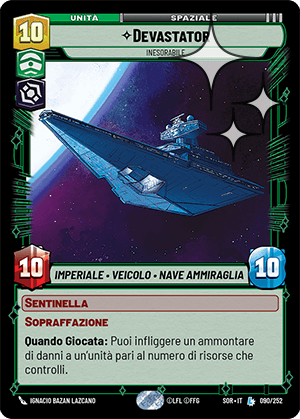 UNITÀ SPAZIALE
10 ✧DEVASTATOR
INESORABILE
10 IMPERIALE • VEICOLO • NAVE AMMIRAGLIA 10
SENTINELLA
SOPRAFFAZIONE
Quando Giocata: Puoi infliggere un ammontare
di danni a un'unità pari al numero di risorse che
controlli.
IGNACIO BAZAN LAZCANO ©LFL ©FFG SOR•IT L 090/252